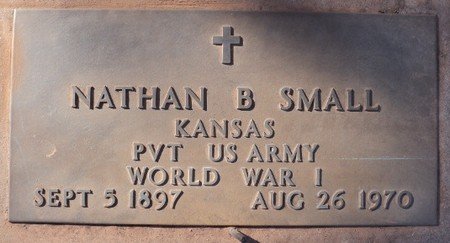 NATHAN B SMALL
KANSAS
PVT US ARMY
WORLD WAR I
SEPT 5 1897 AUG 26 1970